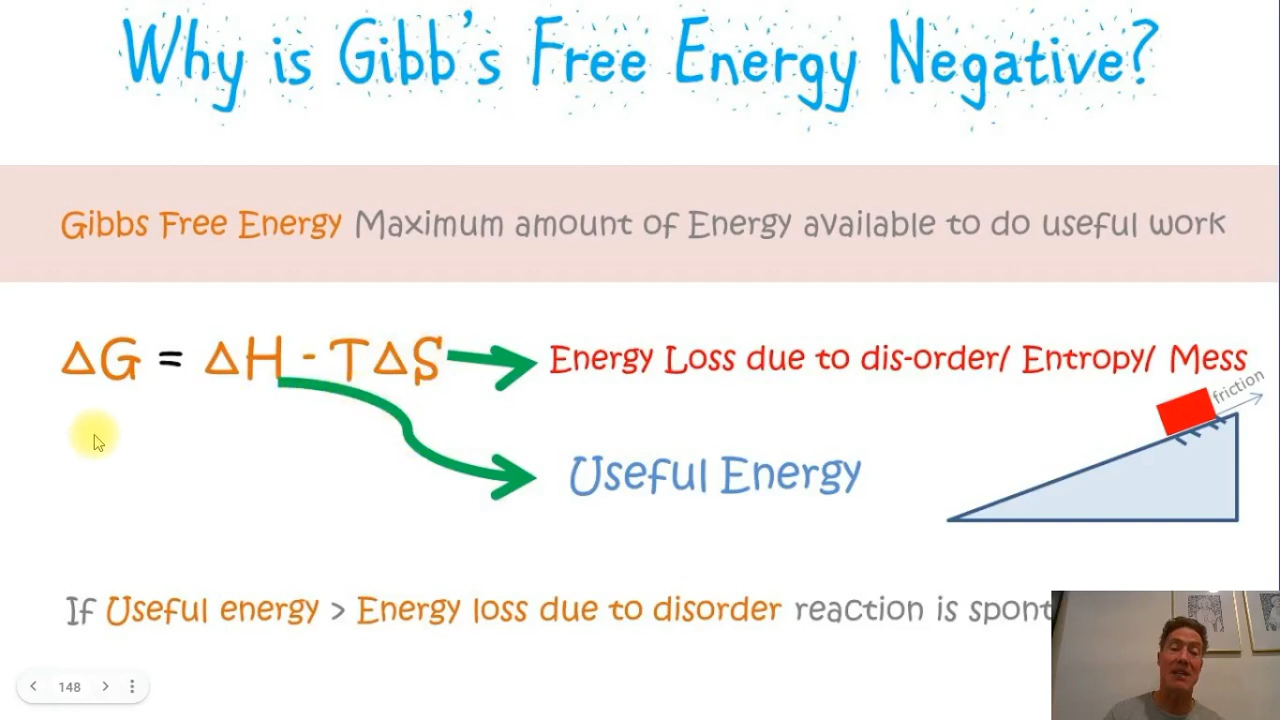 Why is Gibb's Free Energy Negative?
Gibbs Free Energy Maximum amount of Energy available to do useful work
ΔG = ΔH - TΔS
Energy Loss due to dis-order/ Entropy/ Mess
friction
Useful Energy
If Useful energy > Energy loss due to disorder reaction is spont
148